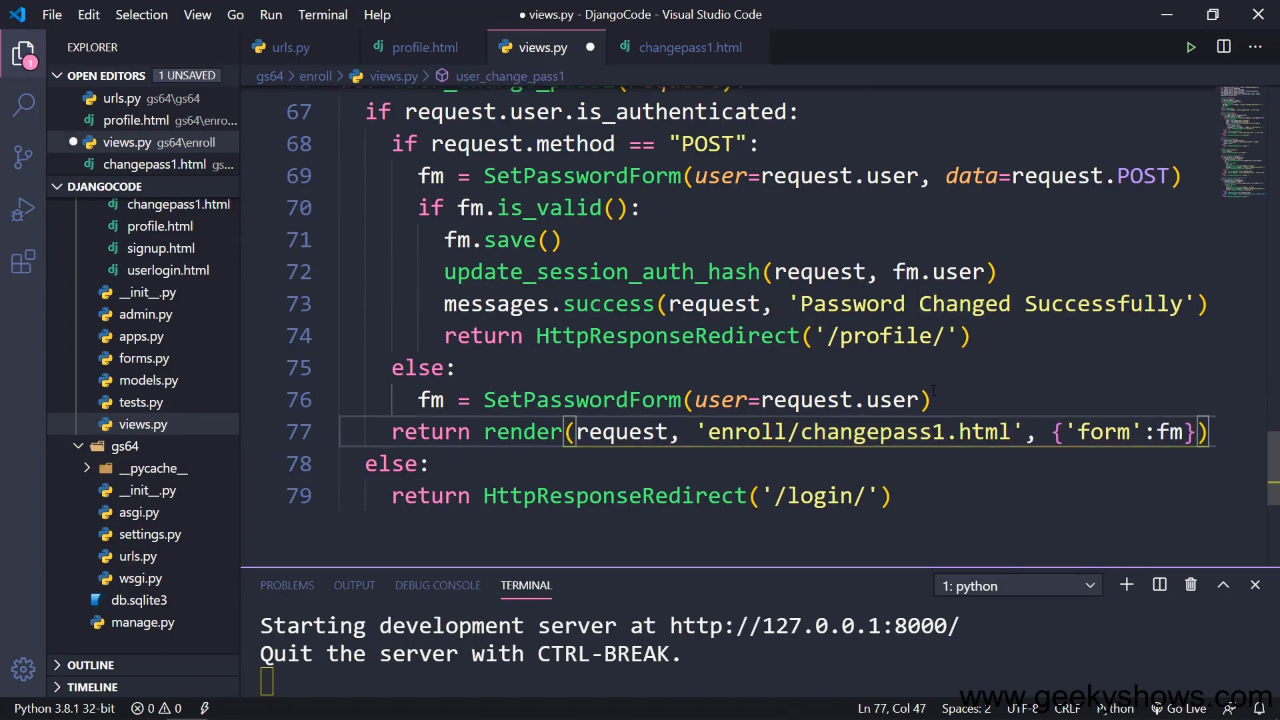 File Edit Selection View Go Run Terminal Help ● views.py - DjangoCode - Visual Studio Code
EXPLORER
urls.py profile.html views.py ● changepass1.html
OPEN EDITORS 1 UNSAVED
gs64 > enroll > views.py > user_change_pass1
urls.py gs64\gs64
profile.html gs64\enro...
views.py gs64\enroll
changepass1.html gs...
DJANGOCODE
changepass1.html
profile.html
signup.html
userlogin.html
__init__.py
admin.py
apps.py
forms.py
models.py
tests.py
views.py
gs64
__pycache__
__init__.py
asgi.py
settings.py
urls.py
wsgi.py
db.sqlite3
manage.py
OUTLINE
TIMELINE
67 if request.user.is_authenticated:
68 if request.method == "POST":
69 fm = SetPasswordForm(user=request.user, data=request.POST)
70 if fm.is_valid():
71 fm.save()
72 update_session_auth_hash(request, fm.user)
73 messages.success(request, 'Password Changed Successfully')
74 return HttpResponseRedirect('/profile/')
75 else:
76 fm = SetPasswordForm(user=request.user)
77 return render(request, 'enroll/changepass1.html', {'form':fm})
78 else:
79 return HttpResponseRedirect('/login/')
PROBLEMS OUTPUT DEBUG CONSOLE TERMINAL 1: python
Starting development server at http://127.0.0.1:8000/
Quit the server with CTRL-BREAK.
www.geekyshows.com
Python 3.8.1 32-bit 0 0 Ln 77, Col 47 Spaces: 2 UTF-8 CRLF Python Go Live